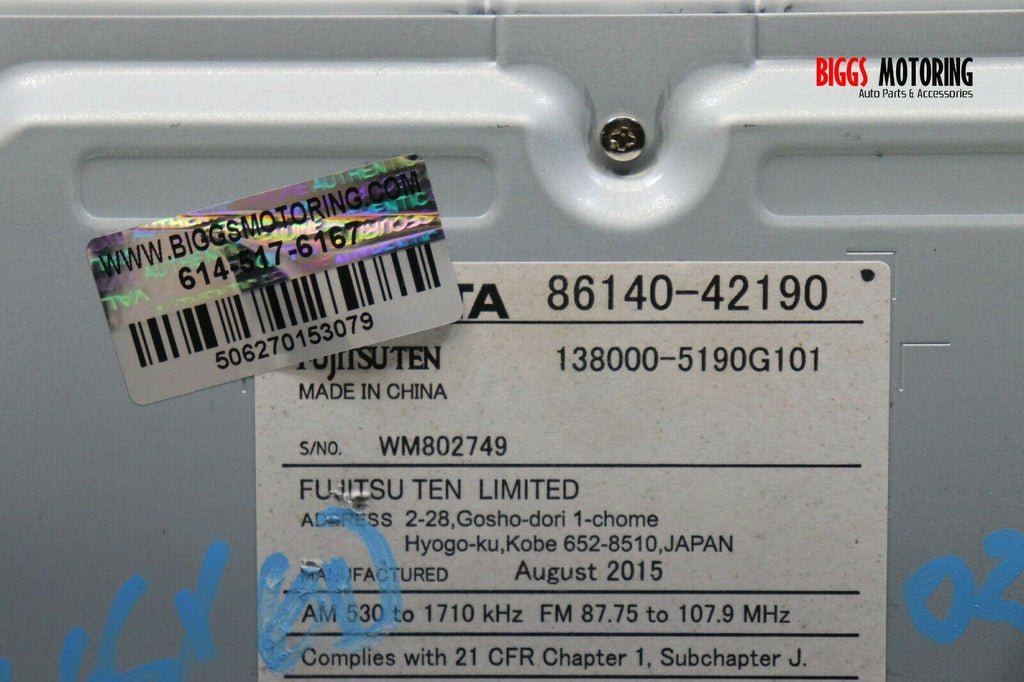 BIGGS MOTORING
Auto Parts & Accessories
AUTHENTIC
WWW.BIGGSMOTORING.COM
614-517-6167
506270153079
TA 86140-42190
FUJITSU TEN 138000-5190G101
MADE IN CHINA
S/NO. WM802749
FUJITSU TEN LIMITED
ADDRESS 2-28,Gosho-dori 1-chome
Hyogo-ku,Kobe 652-8510,JAPAN
MANUFACTURED August 2015
AM 530 to 1710 kHz FM 87.75 to 107.9 MHz
Complies with 21 CFR Chapter 1, Subchapter J.